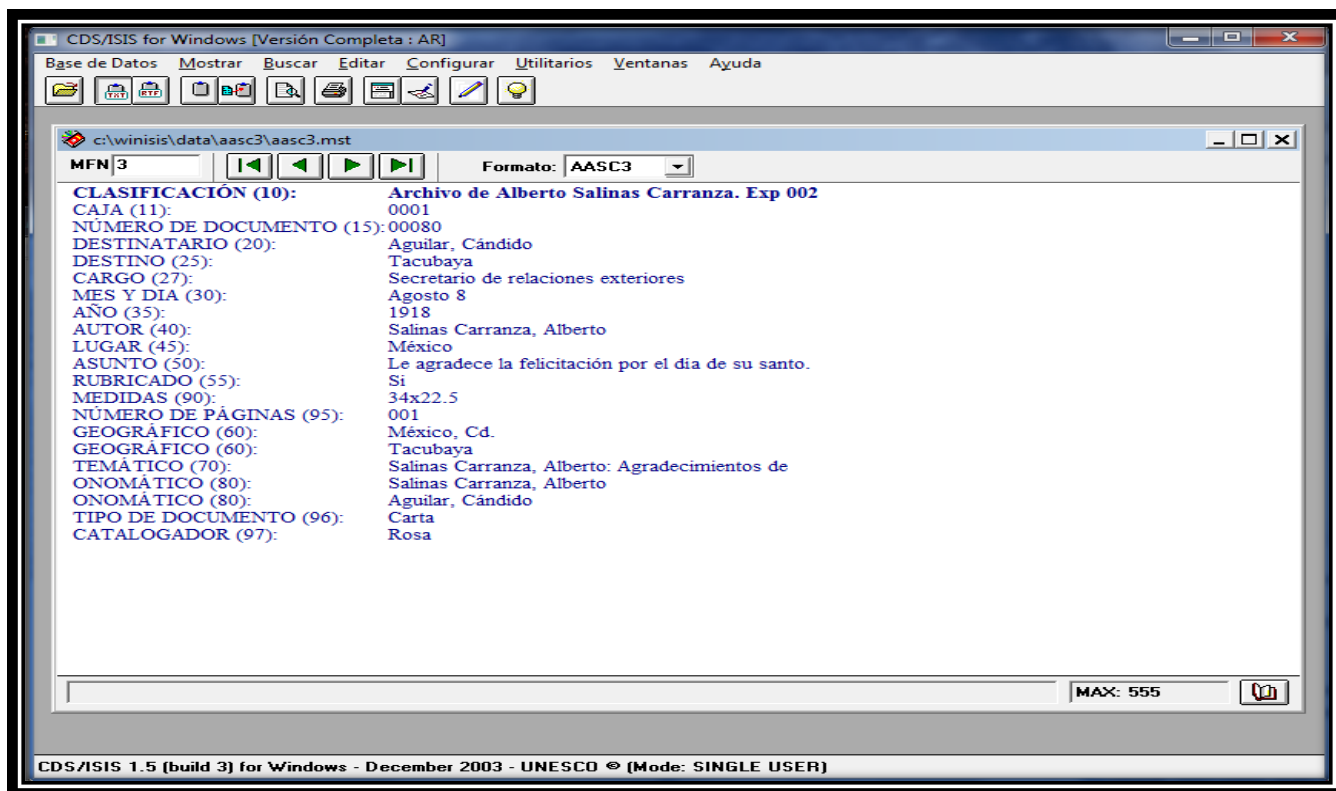 CDS/ISIS for Windows [Versión Completa : AR]
Base de Datos Mostrar Buscar Editar Configurar Utilitarios Ventanas Ayuda
TXT RTF
c:\winisis\data\aasc3\aasc3.mst
MFN 3 Formato: AASC3
CLASIFICACIÓN (10): Archivo de Alberto Salinas Carranza. Exp 002
CAJA (11): 0001
NÚMERO DE DOCUMENTO (15): 00080
DESTINATARIO (20): Aguilar, Cándido
DESTINO (25): Tacubaya
CARGO (27): Secretario de relaciones exteriores
MES Y DIA (30): Agosto 8
AÑO (35): 1918
AUTOR (40): Salinas Carranza, Alberto
LUGAR (45): México
ASUNTO (50): Le agradece la felicitación por el día de su santo.
RUBRICADO (55): Si
MEDIDAS (90): 34x22.5
NÚMERO DE PÁGINAS (95): 001
GEOGRÁFICO (60): México, Cd.
GEOGRÁFICO (60): Tacubaya
TEMÁTICO (70): Salinas Carranza, Alberto: Agradecimientos de
ONOMÁTICO (80): Salinas Carranza, Alberto
ONOMÁTICO (80): Aguilar, Cándido
TIPO DE DOCUMENTO (96): Carta
CATALOGADOR (97): Rosa
MAX: 555
CDS/ISIS 1.5 (build 3) for Windows - December 2003 - UNESCO © (Mode: SINGLE USER)